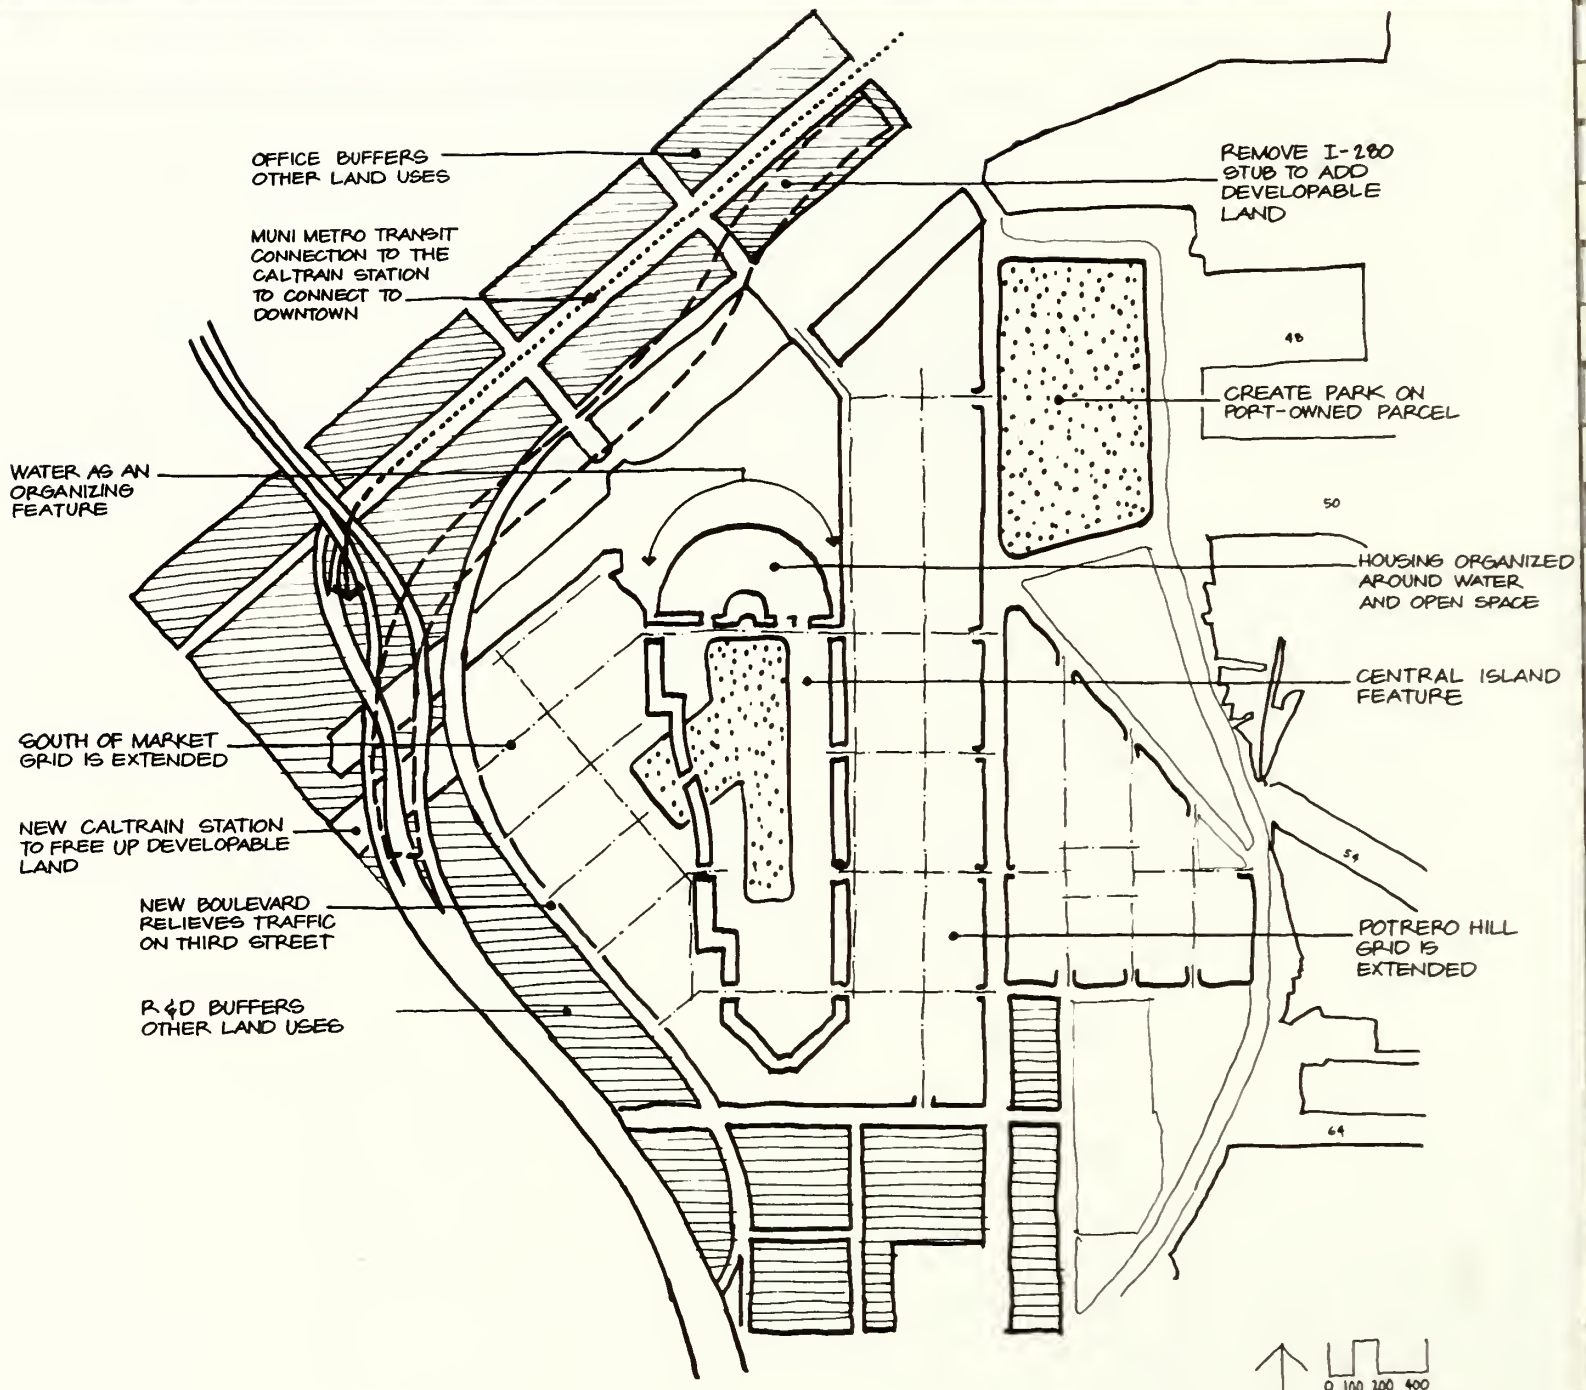 OFFICE BUFFERS
OTHER LAND USES
REMOVE I-280
STUB TO ADD
DEVELOPABLE
LAND
MUNI METRO TRANSIT
CONNECTION TO THE
CALTRAIN STATION
TO CONNECT TO
DOWNTOWN
48
CREATE PARK ON
PORT-OWNED PARCEL
WATER AS AN
ORGANIZING
FEATURE
50
HOUSING ORGANIZED
AROUND WATER
AND OPEN SPACE
CENTRAL ISLAND
FEATURE
SOUTH OF MARKET
GRID IS EXTENDED
NEW CALTRAIN STATION
TO FREE UP DEVELOPABLE
LAND
54
NEW BOULEVARD
RELIEVES TRAFFIC
ON THIRD STREET
POTRERO HILL
GRID IS
EXTENDED
R & D BUFFERS
OTHER LAND USES
64
0 100 200 400